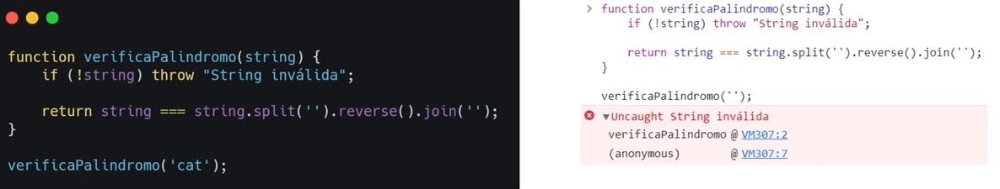 function verificaPalindromo(string) {
    if (!string) throw "String inválida";
    return string === string.split('').reverse().join('');
}
verificaPalindromo('cat');
> function verificaPalindromo(string) {
    if (!string) throw "String inválida";
    return string === string.split('').reverse().join('');
}
verificaPalindromo('');
▼Uncaught String inválida
verificaPalindromo @ VM307:2
(anonymous) @ VM307:7